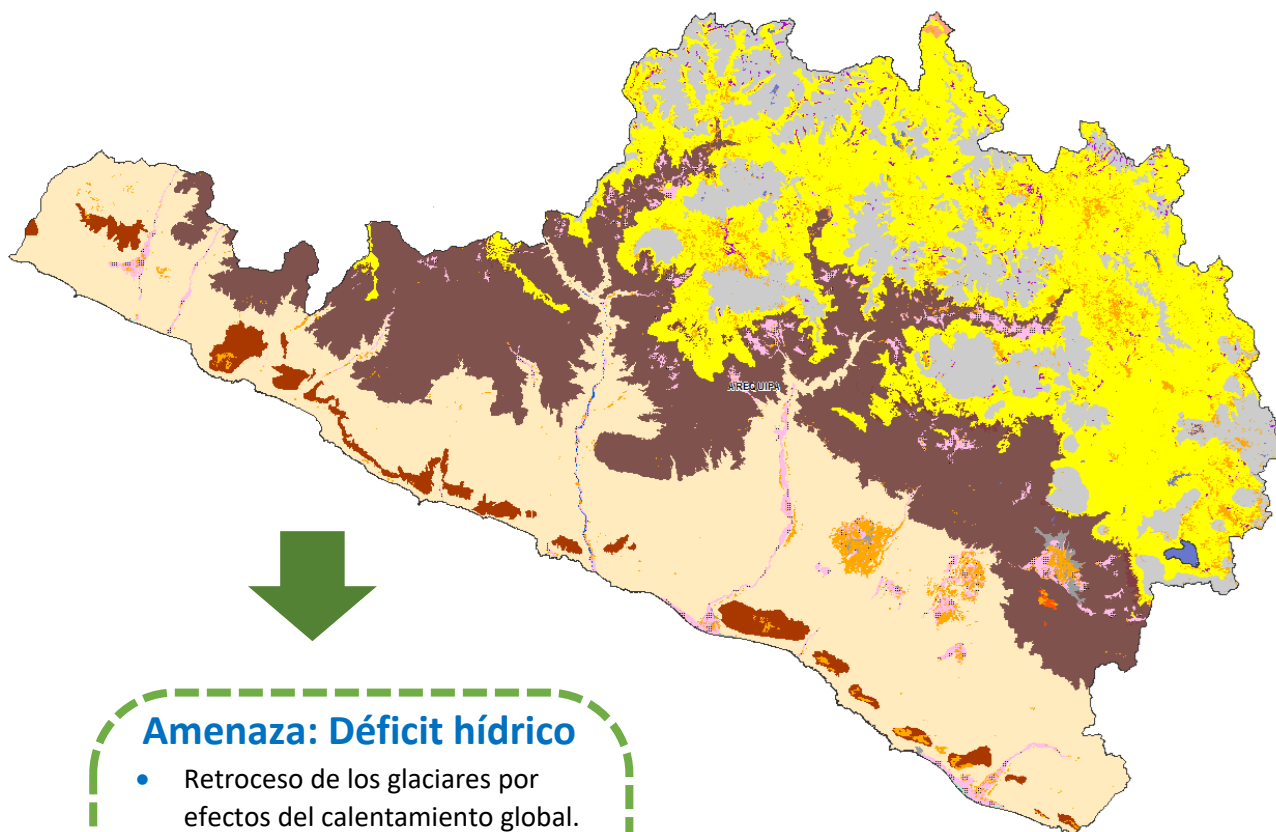 AREQUIPA
Amenaza: Déficit hídrico
• Retroceso de los glaciares por
efectos del calentamiento global.